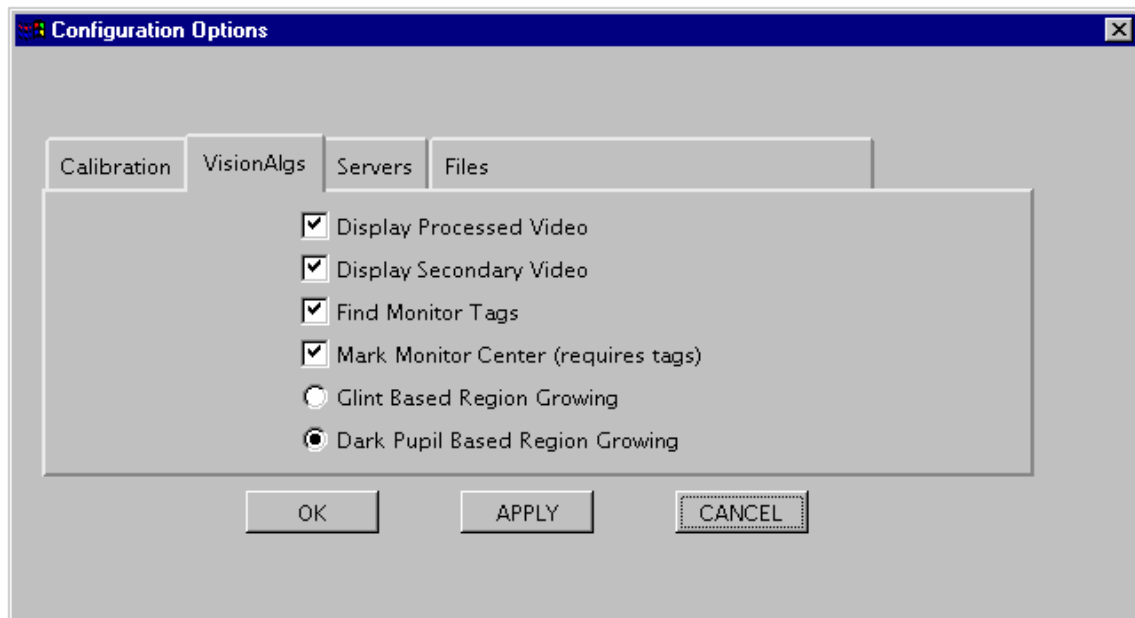 Configuration Options
Calibration VisionAlgs Servers Files
Display Processed Video
Display Secondary Video
Find Monitor Tags
Mark Monitor Center (requires tags)
Glint Based Region Growing
Dark Pupil Based Region Growing
OK APPLY CANCEL